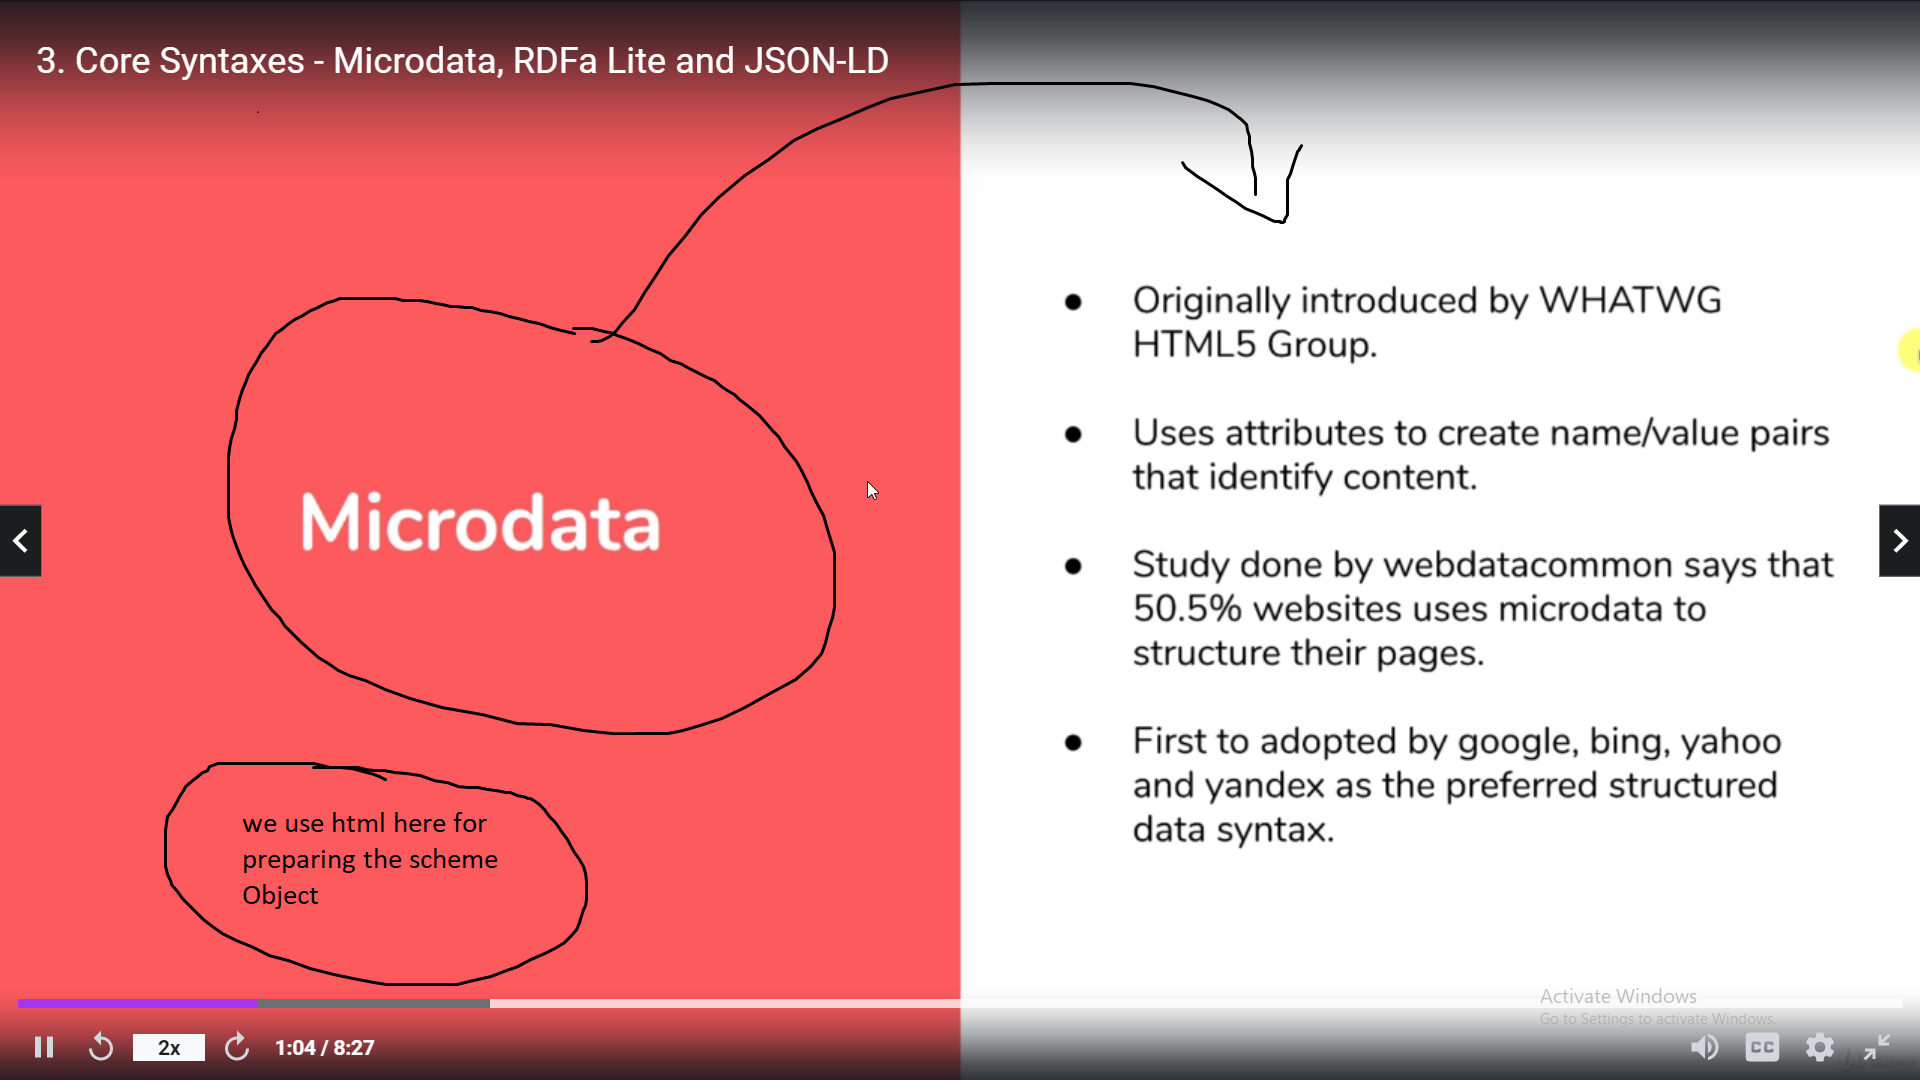 3. Core Syntaxes - Microdata, RDFa Lite and JSON-LD
Microdata
we use html here for
preparing the scheme
Object
● Originally introduced by WHATWG
HTML5 Group.
● Uses attributes to create name/value pairs
that identify content.
● Study done by webdatacommon says that
50.5% websites uses microdata to
structure their pages.
● First to adopted by google, bing, yahoo
and yandex as the preferred structured
data syntax.
Activate Windows
Go to Settings to activate Windows.
2x
1:04 / 8:27
CC